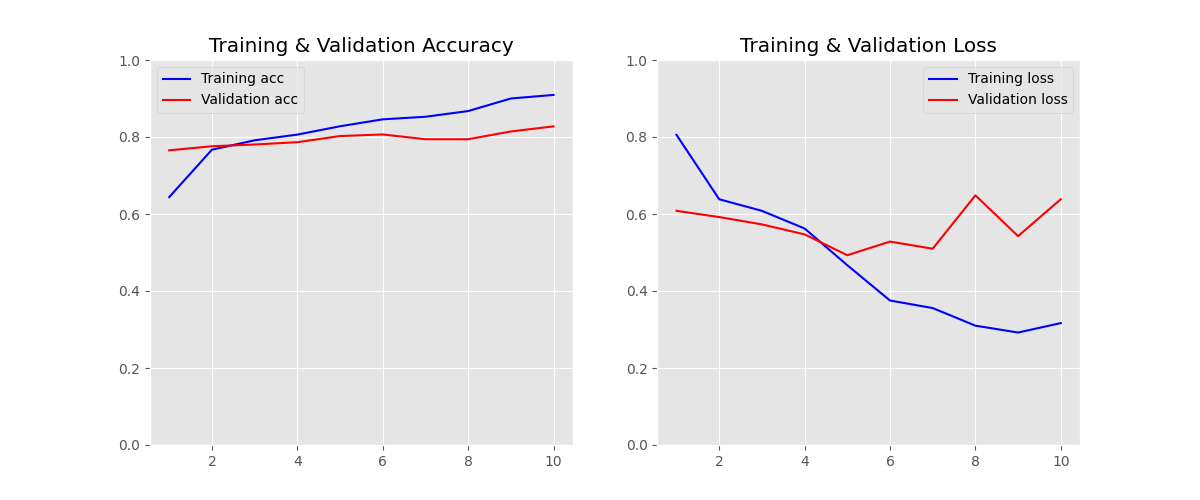 Training & Validation Accuracy
1.0
0.8
0.6
0.4
0.2
0.0
2 4 6 8 10
Training acc
Validation acc
Training & Validation Loss
1.0
0.8
0.6
0.4
0.2
0.0
2 4 6 8 10
Training loss
Validation loss